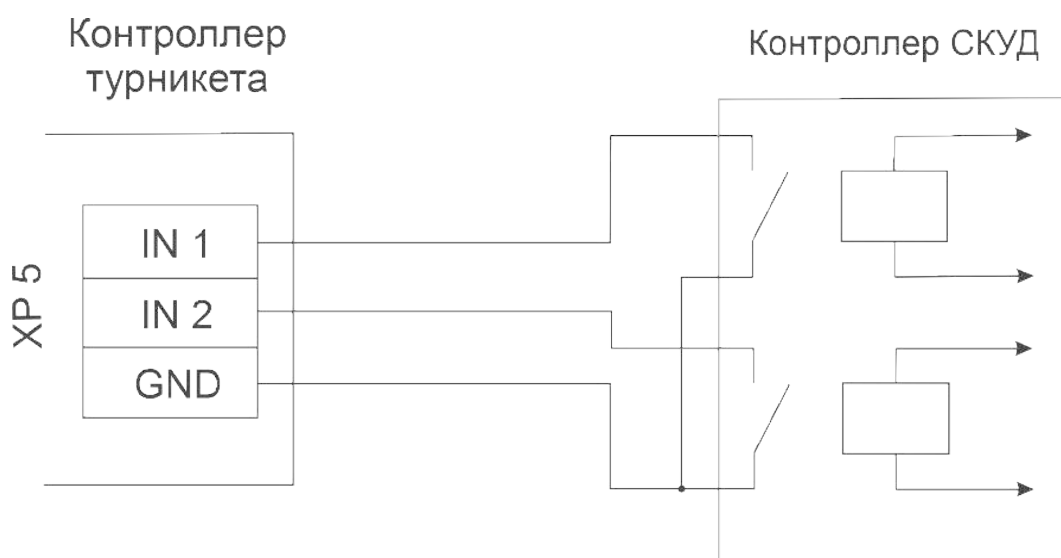 Контроллер
турникета
Контроллер СКУД
XP 5
IN 1
IN 2
GND